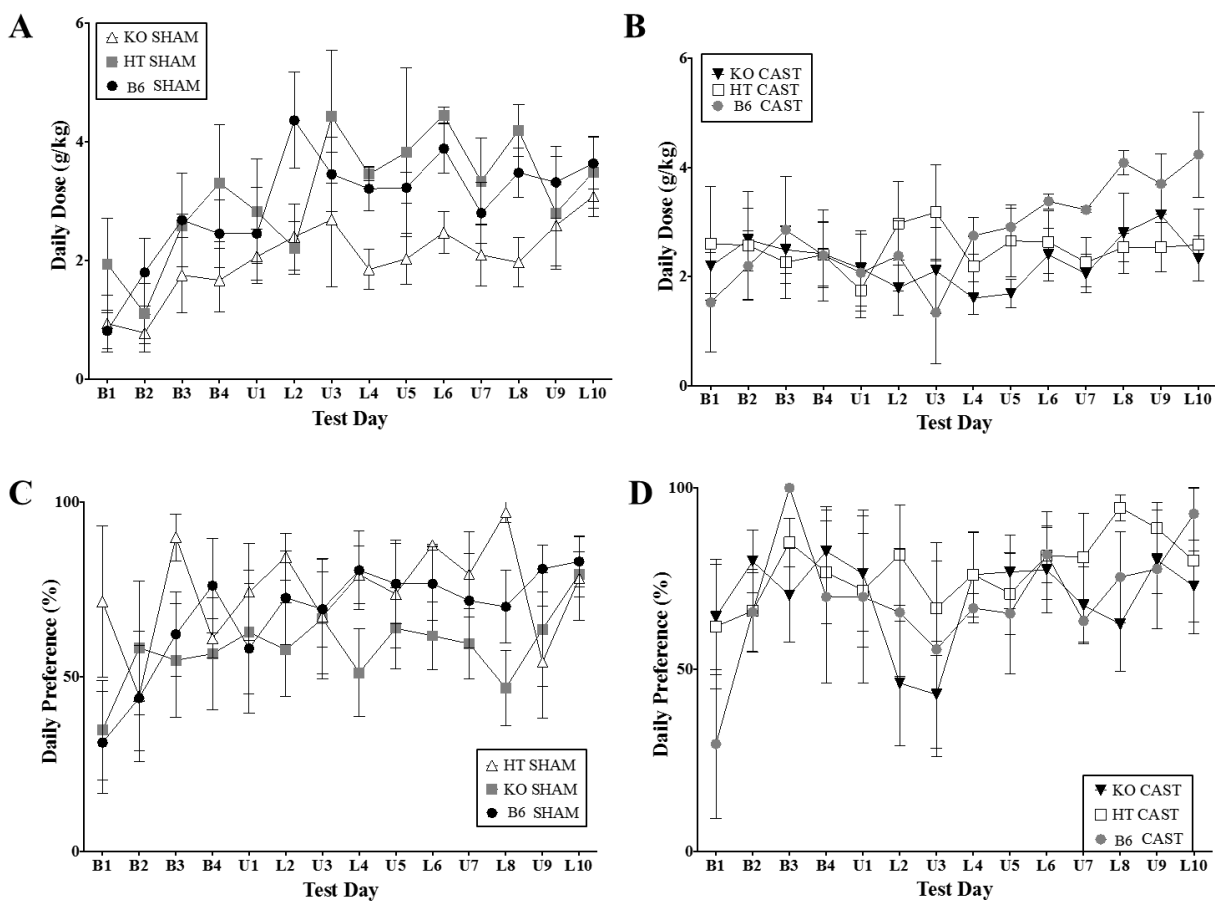 A
KO SHAM
HT SHAM
B6 SHAM
Daily Dose (g/kg)
6
4
2
0
B1 B2 B3 B4 U1 L2 U3 L4 U5 L6 U7 L8 U9 L10
Test Day
B
KO CAST
HT CAST
B6 CAST
Daily Dose (g/kg)
6
4
2
0
B1 B2 B3 B4 U1 L2 U3 L4 U5 L6 U7 L8 U9 L10
Test Day
C
Daily Preference (%)
100
50
0
HT SHAM
KO SHAM
B6 SHAM
B1 B2 B3 B4 U1 L2 U3 L4 U5 L6 U7 L8 U9 L10
Test Day
D
Daily Preference (%)
100
50
0
KO CAST
HT CAST
B6 CAST
B1 B2 B3 B4 U1 L2 U3 L4 U5 L6 U7 L8 U9 L10
Test Day